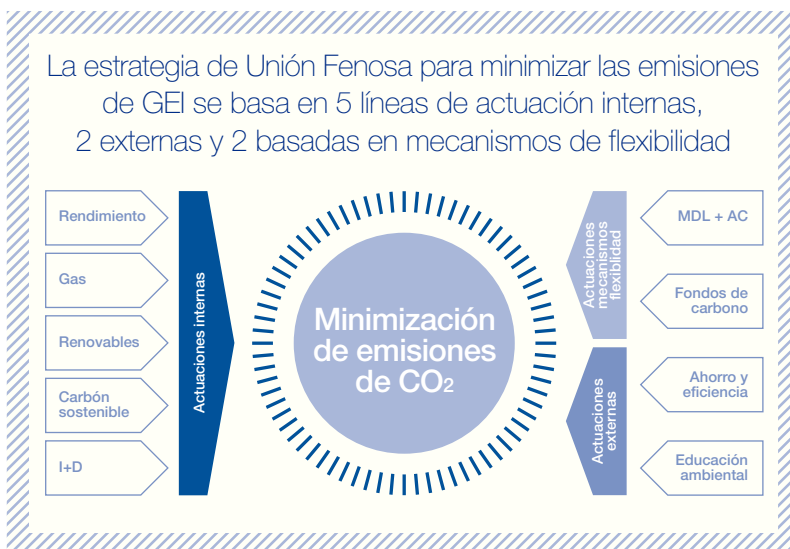 La estrategia de Unión Fenosa para minimizar las emisiones
de GEI se basa en 5 líneas de actuación internas,
2 externas y 2 basadas en mecanismos de flexibilidad
Rendimiento
Gas
Renovables
Carbón
sostenible
I+D
Actuaciones internas
Minimización
de emisiones
de CO2
Actuaciones
mecanismos
flexiblidad
Actuaciones
externas
MDL + AC
Fondos de
carbono
Ahorro y
eficiencia
Educación
ambiental